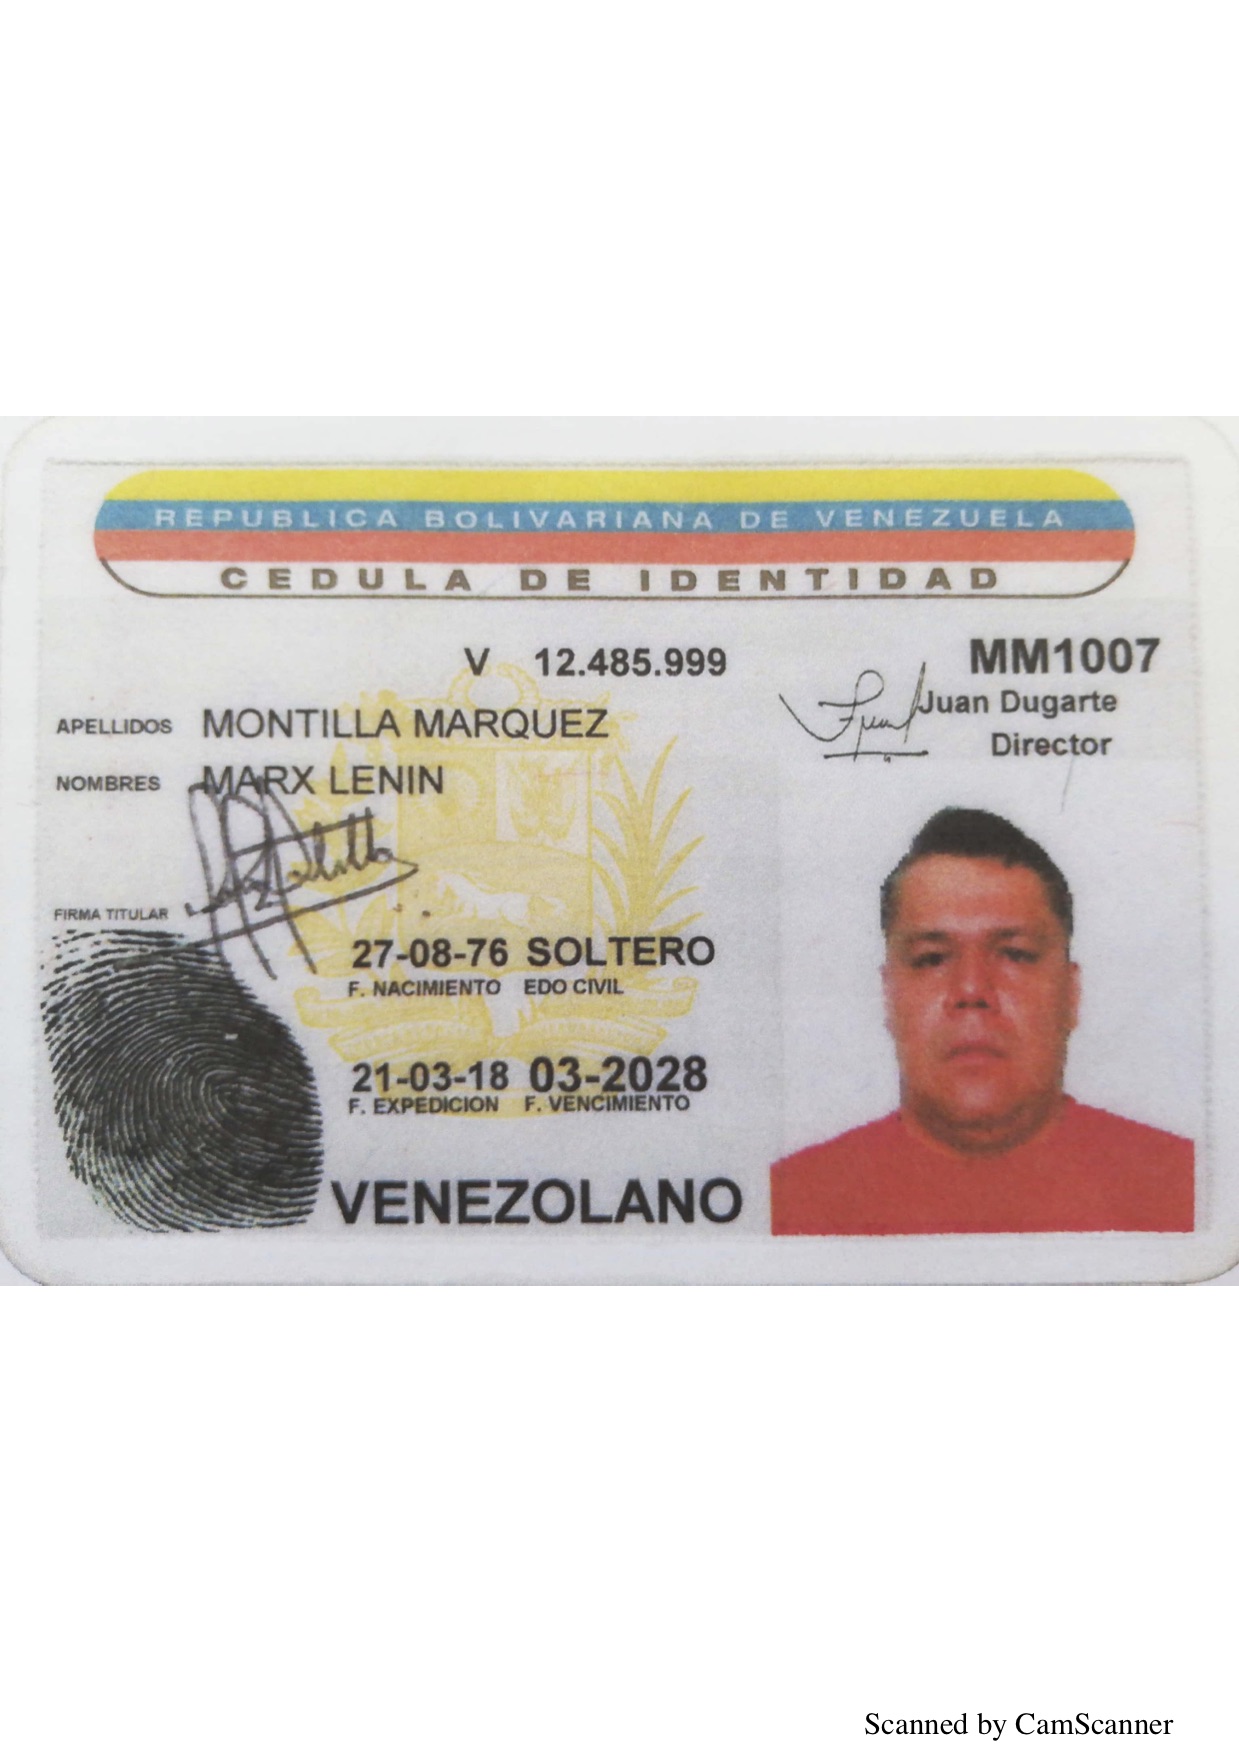 REPUBLICA BOLIVARIANA DE VENEZUELA
CEDULA DE IDENTIDAD
V 12.485.999
MM1007
Juan Dugarte
Director
APELLIDOS MONTILLA MARQUEZ
NOMBRES MARX LENIN
FIRMA TITULAR
27-08-76 SOLTERO
F. NACIMIENTO EDO CIVIL
21-03-18 03-2028
F. EXPEDICION F. VENCIMIENTO
VENEZOLANO
Scanned by CamScanner